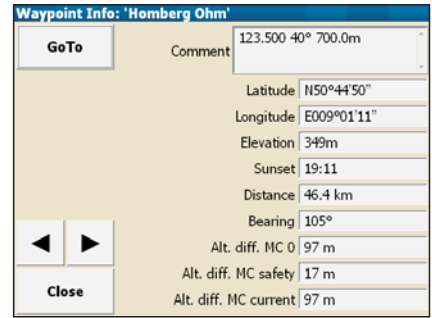 Waypoint Info: 'Homberg Ohm'
GoTo
Comment 123.500 40° 700.0m
Latitude N50°44'50"
Longitude E009°01'11"
Elevation 349m
Sunset 19:11
Distance 46.4 km
Bearing 105°
Alt. diff. MC 0 97 m
Alt. diff. MC safety 17 m
Close
Alt. diff. MC current 97 m